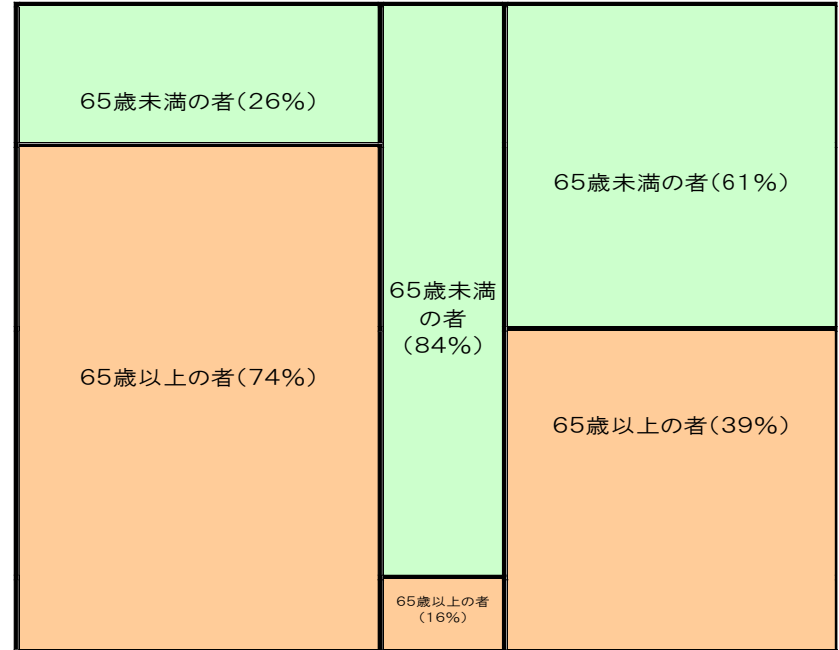 65歳未満の者(26%)
65歳以上の者(74%)
65歳未満
の者
(84%)
65歳以上の者
(16%)
65歳未満の者(61%)
65歳以上の者(39%)